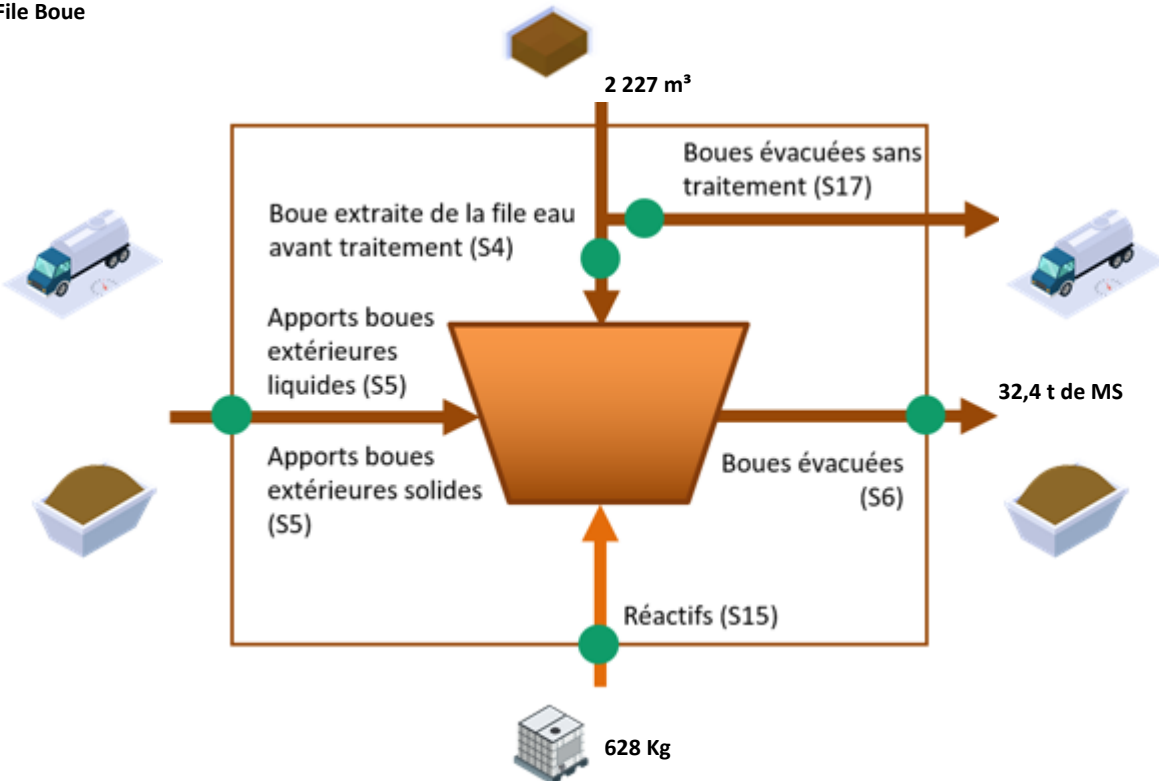 File Boue
2 227 m³
Boues évacuées sans
traitement (S17)
Boue extraite de la file eau
avant traitement (S4)
Apports boues
extérieures
liquides (S5)
32,4 t de MS
Apports boues
extérieures solides
(S5)
Boues évacuées
(S6)
Réactifs (S15)
628 Kg